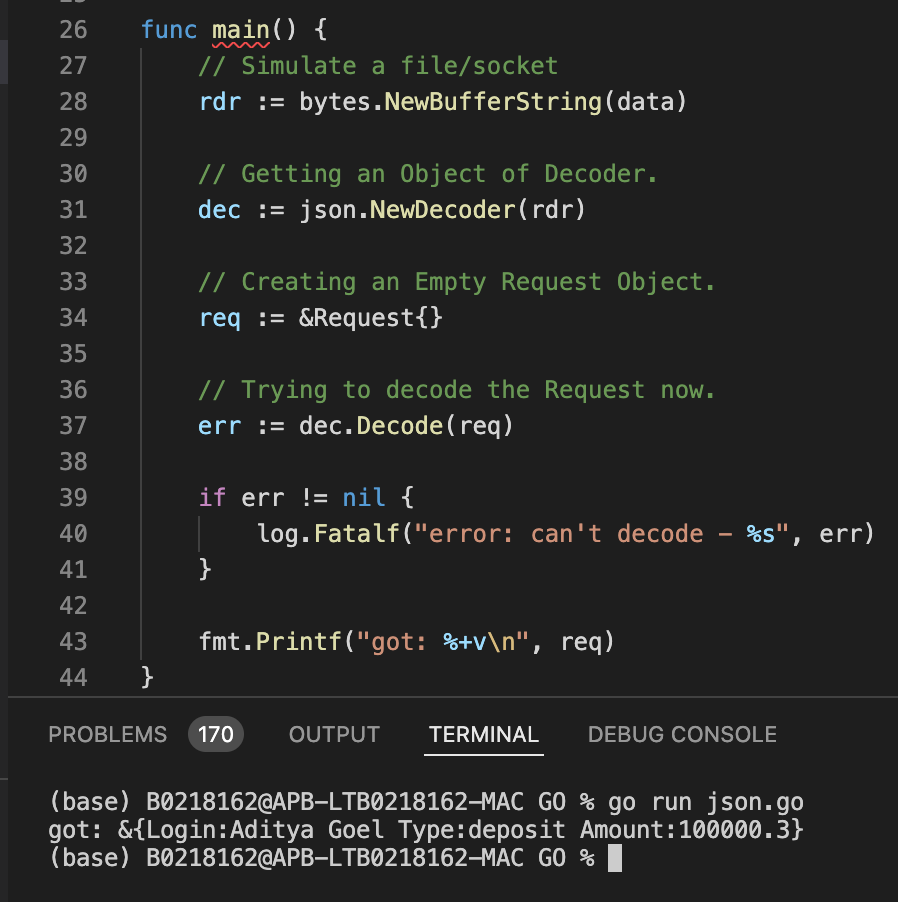 26 func main() {
27 // Simulate a file/socket
28 rdr := bytes.NewBufferString(data)
29
30 // Getting an Object of Decoder.
31 dec := json.NewDecoder(rdr)
32
33 // Creating an Empty Request Object.
34 req := &Request{}
35
36 // Trying to decode the Request now.
37 err := dec.Decode(req)
38
39 if err != nil {
40 log.Fatalf("error: can't decode - %s", err)
41 }
42
43 fmt.Printf("got: %+v\n", req)
44 }
PROBLEMS 170 OUTPUT TERMINAL DEBUG CONSOLE
(base) B0218162@APB-LTB0218162-MAC GO % go run json.go
got: &{Login:Aditya Goel Type:deposit Amount:100000.3}
(base) B0218162@APB-LTB0218162-MAC GO %